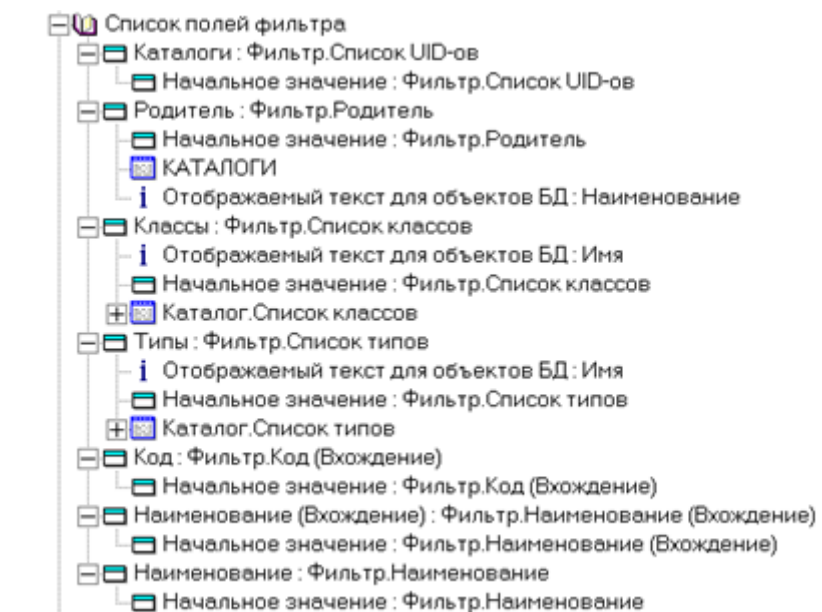 Список полей фильтра
Каталоги : Фильтр.Список UID-ов
Начальное значение : Фильтр.Список UID-ов
Родитель : Фильтр.Родитель
Начальное значение : Фильтр.Родитель
КАТАЛОГИ
Отображаемый текст для объектов БД : Наименование
Классы : Фильтр.Список классов
Отображаемый текст для объектов БД : Имя
Начальное значение : Фильтр.Список классов
Каталог.Список классов
Типы : Фильтр.Список типов
Отображаемый текст для объектов БД : Имя
Начальное значение : Фильтр.Список типов
Каталог.Список типов
Код : Фильтр.Код (Вхождение)
Начальное значение : Фильтр.Код (Вхождение)
Наименование (Вхождение) : Фильтр.Наименование (Вхождение)
Начальное значение : Фильтр.Наименование (Вхождение)
Наименование : Фильтр.Наименование
Начальное значение : Фильтр.Наименование